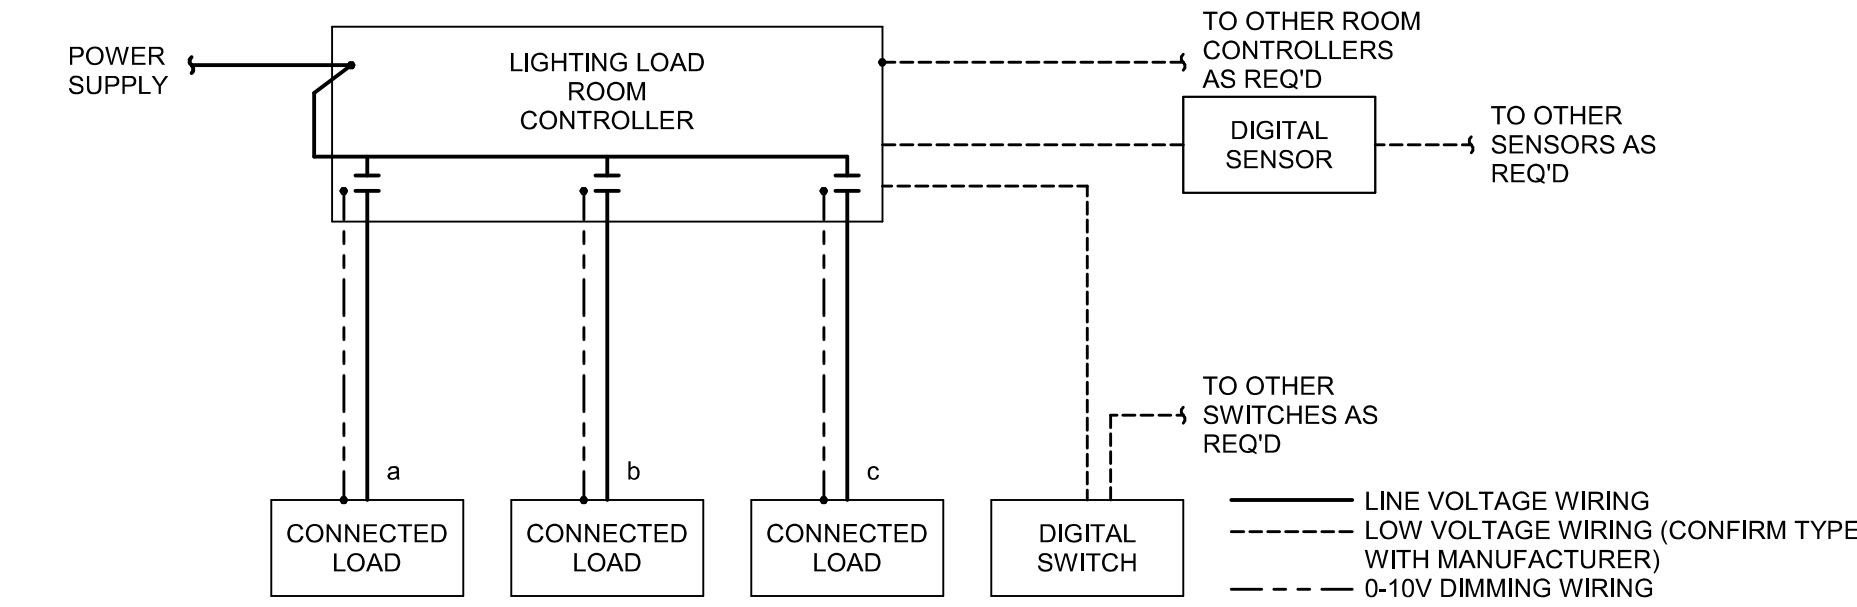 POWER
SUPPLY
LIGHTING LOAD
ROOM
CONTROLLER
TO OTHER ROOM
CONTROLLERS
AS REQ'D
DIGITAL
SENSOR
TO OTHER
SENSORS AS
REQ'D
TO OTHER
SWITCHES AS
REQ'D
a
b
c
CONNECTED
LOAD
CONNECTED
LOAD
CONNECTED
LOAD
DIGITAL
SWITCH
LINE VOLTAGE WIRING
LOW VOLTAGE WIRING (CONFIRM TYPE
WITH MANUFACTURER)
0-10V DIMMING WIRING